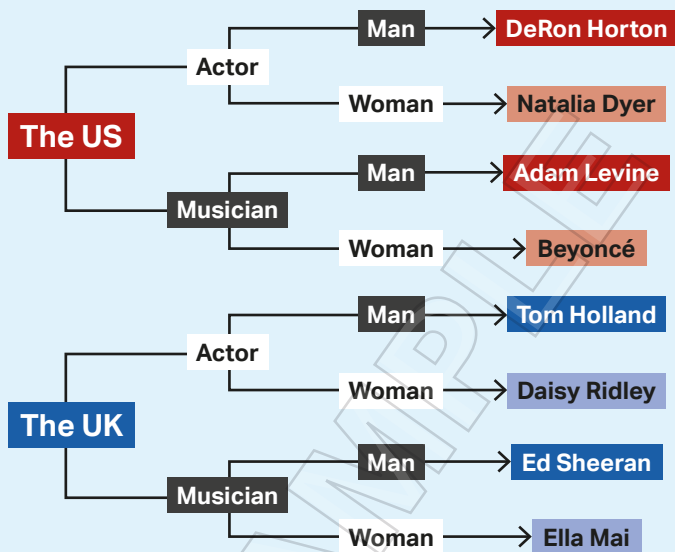 Man
DeRon Horton
Actor
Woman
Natalia Dyer
The US
Man
Adam Levine
Musician
Woman
Beyoncé
Man
Tom Holland
Actor
Woman
Daisy Ridley
The UK
Man
Ed Sheeran
Musician
Woman
Ella Mai
AMPLE